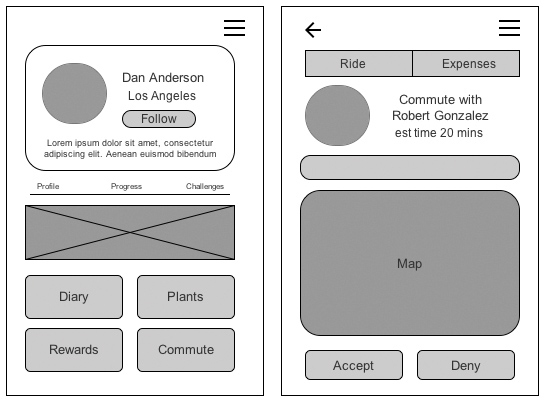 Dan Anderson
Los Angeles
Follow
Lorem ipsum dolor sit amet, consectetur
adipiscing elit. Aenean euismod bibendum
Profile Progress Challenges
Diary Plants
Rewards Commute
Ride Expenses
Commute with
Robert Gonzalez
est time 20 mins
Map
Accept Deny